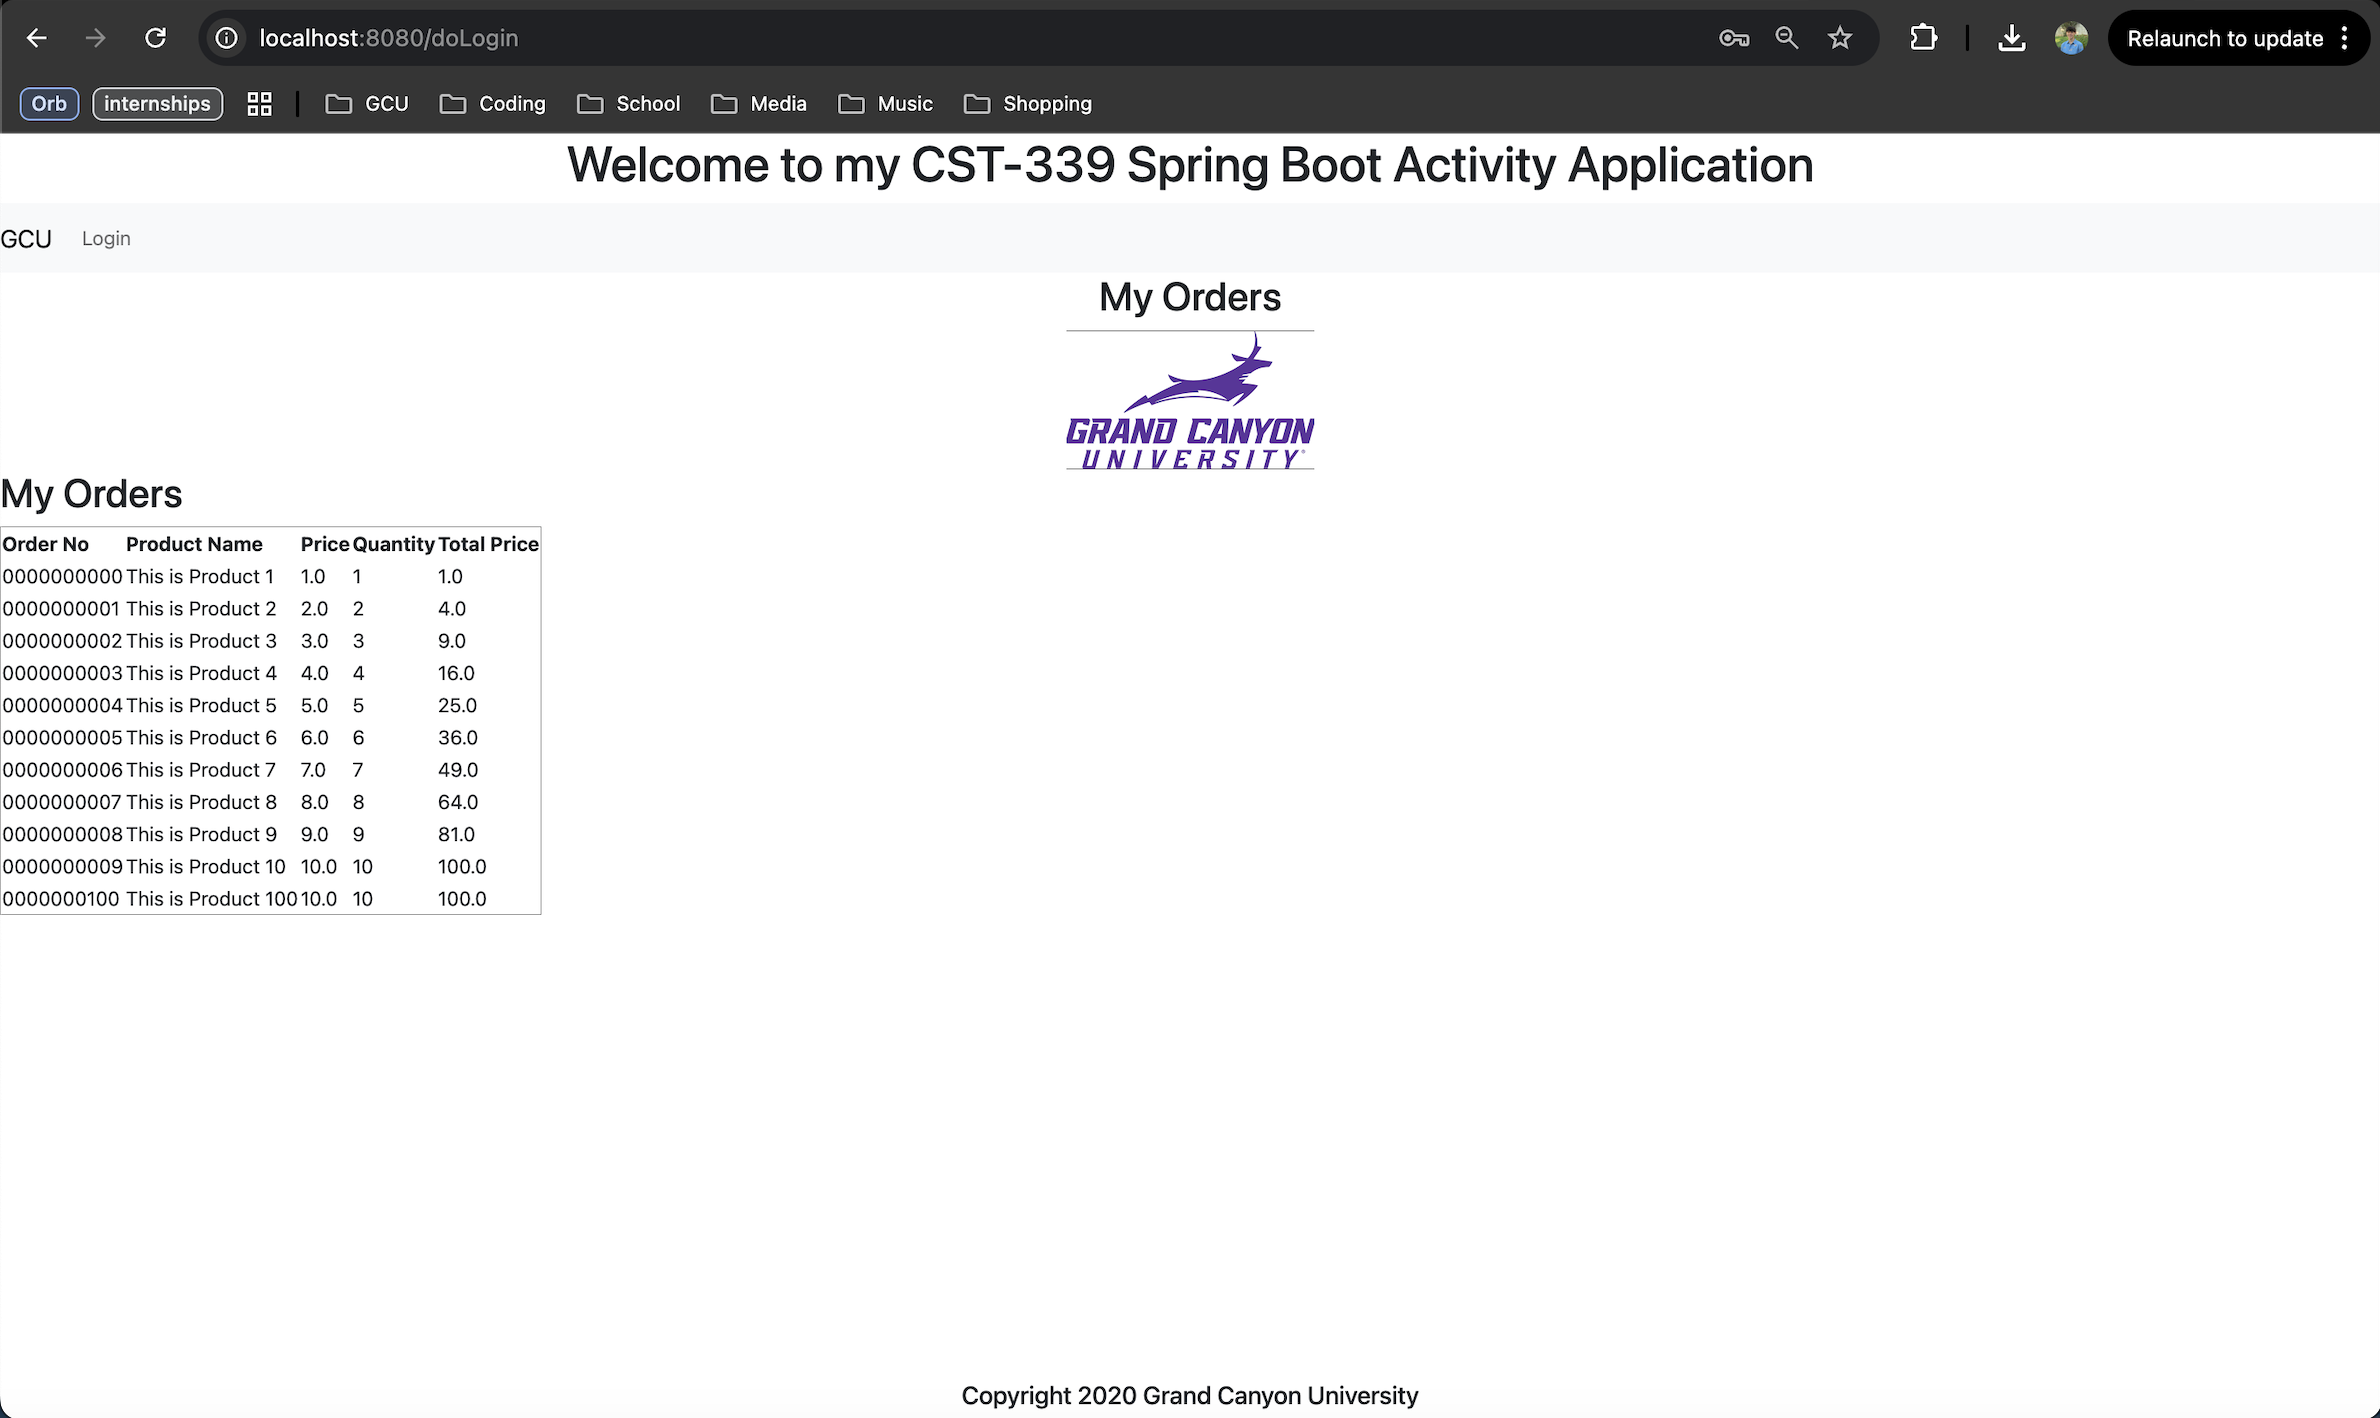 localhost:8080/doLogin
Relaunch to update
Orb internships GCU Coding School Media Music Shopping
Welcome to my CST-339 Spring Boot Activity Application
GCU Login
My Orders
GRAND CANYON
UNIVERSITY
My Orders
Order No Product Name Price Quantity Total Price
0000000000 This is Product 1 1.0 1 1.0
0000000001 This is Product 2 2.0 2 4.0
0000000002 This is Product 3 3.0 3 9.0
0000000003 This is Product 4 4.0 4 16.0
0000000004 This is Product 5 5.0 5 25.0
0000000005 This is Product 6 6.0 6 36.0
0000000006 This is Product 7 7.0 7 49.0
0000000007 This is Product 8 8.0 8 64.0
0000000008 This is Product 9 9.0 9 81.0
0000000009 This is Product 10 10.0 10 100.0
0000000100 This is Product 100 10.0 10 100.0
Copyright 2020 Grand Canyon University